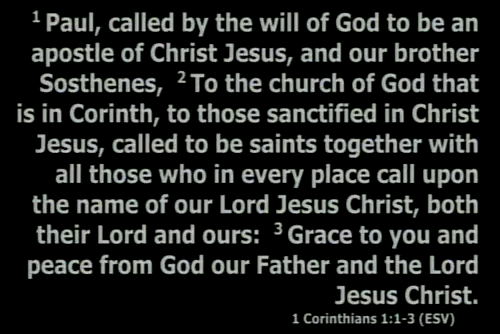 1 Paul, called by the will of God to be an
apostle of Christ Jesus, and our brother
Sosthenes, 2 To the church of God that
is in Corinth, to those sanctified in Christ
Jesus, called to be saints together with
all those who in every place call upon
the name of our Lord Jesus Christ, both
their Lord and ours: 3 Grace to you and
peace from God our Father and the Lord
Jesus Christ.
1 Corinthians 1:1-3 (ESV)